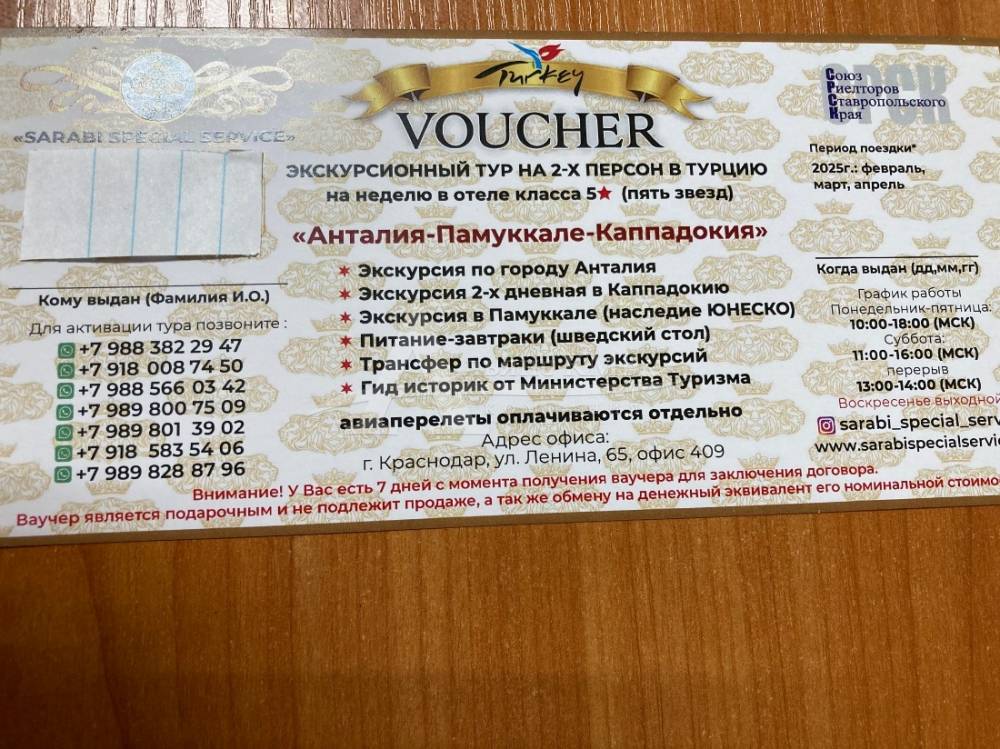 Turkey
VOUCHER
«SARABI SPECIAL SERVICE»
ЭКСКУРСИОННЫЙ ТУР НА 2-Х ПЕРСОН В ТУРЦИЮ
на неделю в отеле класса 5★ (пять звезд)
«Анталия-Памуккале-Каппадокия»
Экскурсия по городу Анталия
Экскурсия 2-х дневная в Каппадокию
Экскурсия в Памуккале (наследие ЮНЕСКО)
Питание-завтраки (шведский стол)
Трансфер по маршруту экскурсий
Гид историк от Министерства Туризма
авиаперелеты оплачиваются отдельно
Адрес офиса:
г. Краснодар, ул. Ленина, 65, офис 409
Кому выдан (Фамилия И.О.)
Для активации тура позвоните :
+7 988 382 29 47
+7 918 008 74 50
+7 988 566 03 42
+7 989 800 75 09
+7 989 801 39 02
+7 918 583 54 06
+7 989 828 87 96
СРСК
Союз
Риелторов
Ставропольского
Края
Период поездки*
2025г.: февраль,
март, апрель
Когда выдан (дд,мм,гг)
График работы
Понедельник-пятница:
10:00-18:00 (МСК)
Суббота:
11:00-16:00 (МСК)
перерыв
13:00-14:00 (МСК)
Воскресенье выходной
sarabi_special_serv
www.sarabispecialservic
Внимание! У Вас есть 7 дней с момента получения ваучера для заключения договора.
Ваучер является подарочным и не подлежит продаже, а так же обмену на денежный эквивалент его номинальной стоимо